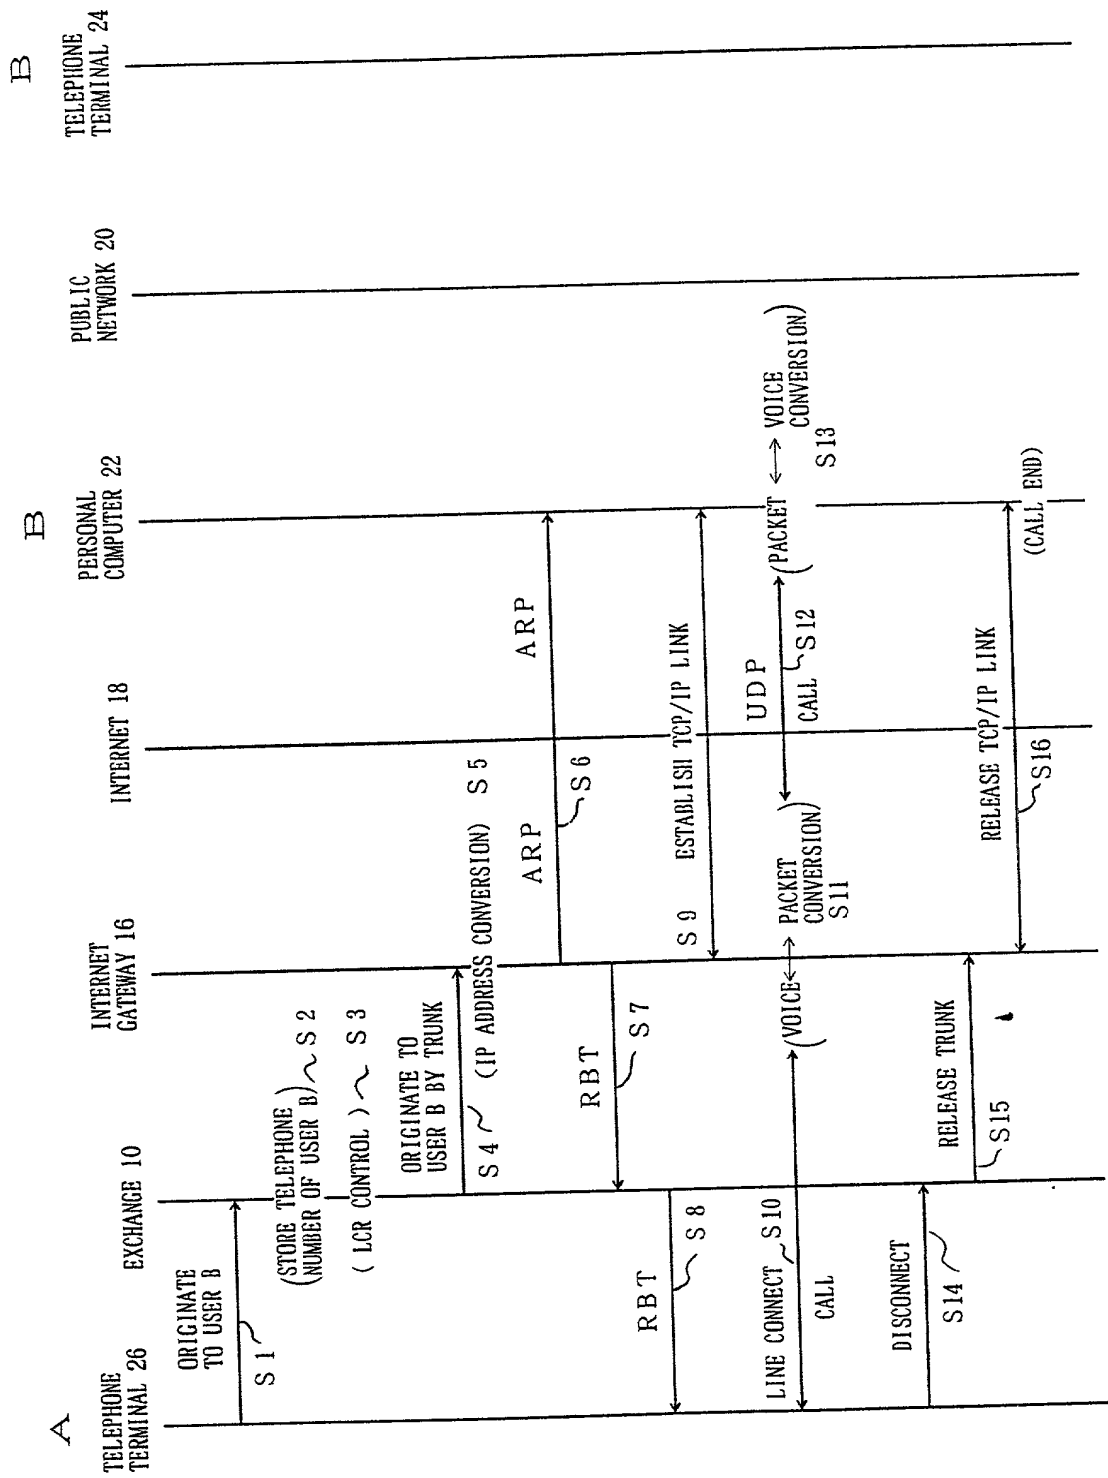 A
TELEPHONE
TERMINAL 26
EXCHANGE 10
INTERNET
GATEWAY 16
INTERNET 18
B
PERSONAL
COMPUTER 22
PUBLIC
NETWORK 20
B
TELEPHONE
TERMINAL 24
ORIGINATE
TO USER B
S1
(STORE TELEPHONE
NUMBER OF USER B) S2
( LCR CONTROL ) S3
ORIGINATE TO
USER B BY TRUNK
S4
(IP ADDRESS CONVERSION) S5
ARP
ARP
S6
RBT
S7
RBT
S8
S9
ESTABLISH TCP/IP LINK
LINE CONNECT S10
CALL
(VOICE
PACKET
CONVERSION)
S11
UDP
CALL S12
(PACKET
VOICE
CONVERSION)
S13
DISCONNECT
S14
RELEASE TRUNK
S15
RELEASE TCP/IP LINK
S16
(CALL END)